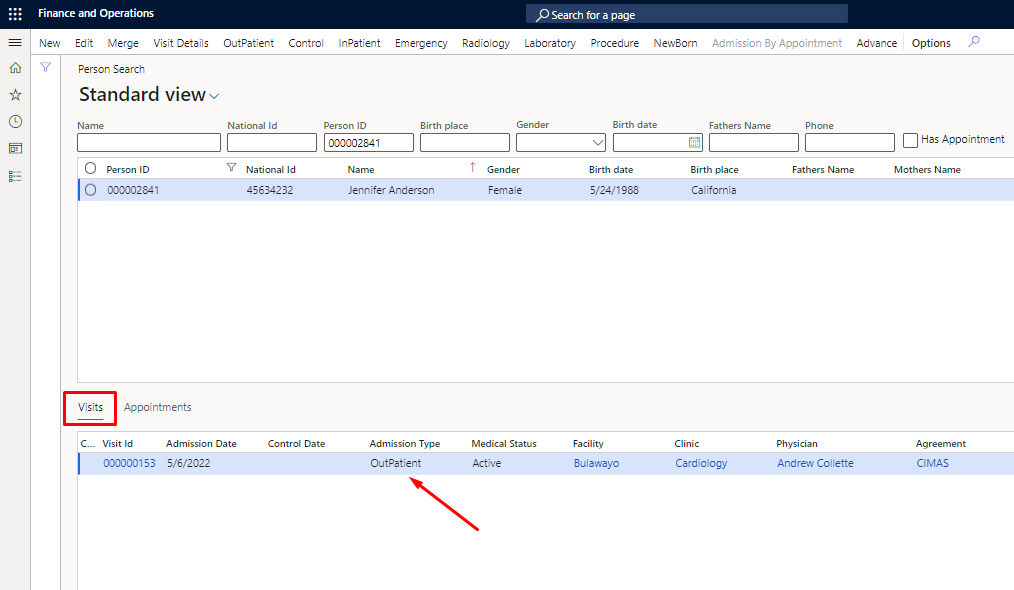 Finance and Operations Search for a page
New Edit Merge Visit Details OutPatient Control InPatient Emergency Radiology Laboratory Procedure NewBorn Admission By Appointment Advance Options
Person Search
Standard view
Name National Id Person ID Birth place Gender Birth date Fathers Name Phone
000002841 Has Appointment
Person ID National Id Name Gender Birth date Birth place Fathers Name Mothers Name
000002841 45634232 Jennifer Anderson Female 5/24/1988 California
Visits Appointments
C... Visit Id Admission Date Control Date Admission Type Medical Status Facility Clinic Physician Agreement
000000153 5/6/2022 OutPatient Active Bulawayo Cardiology Andrew Collette CIMAS